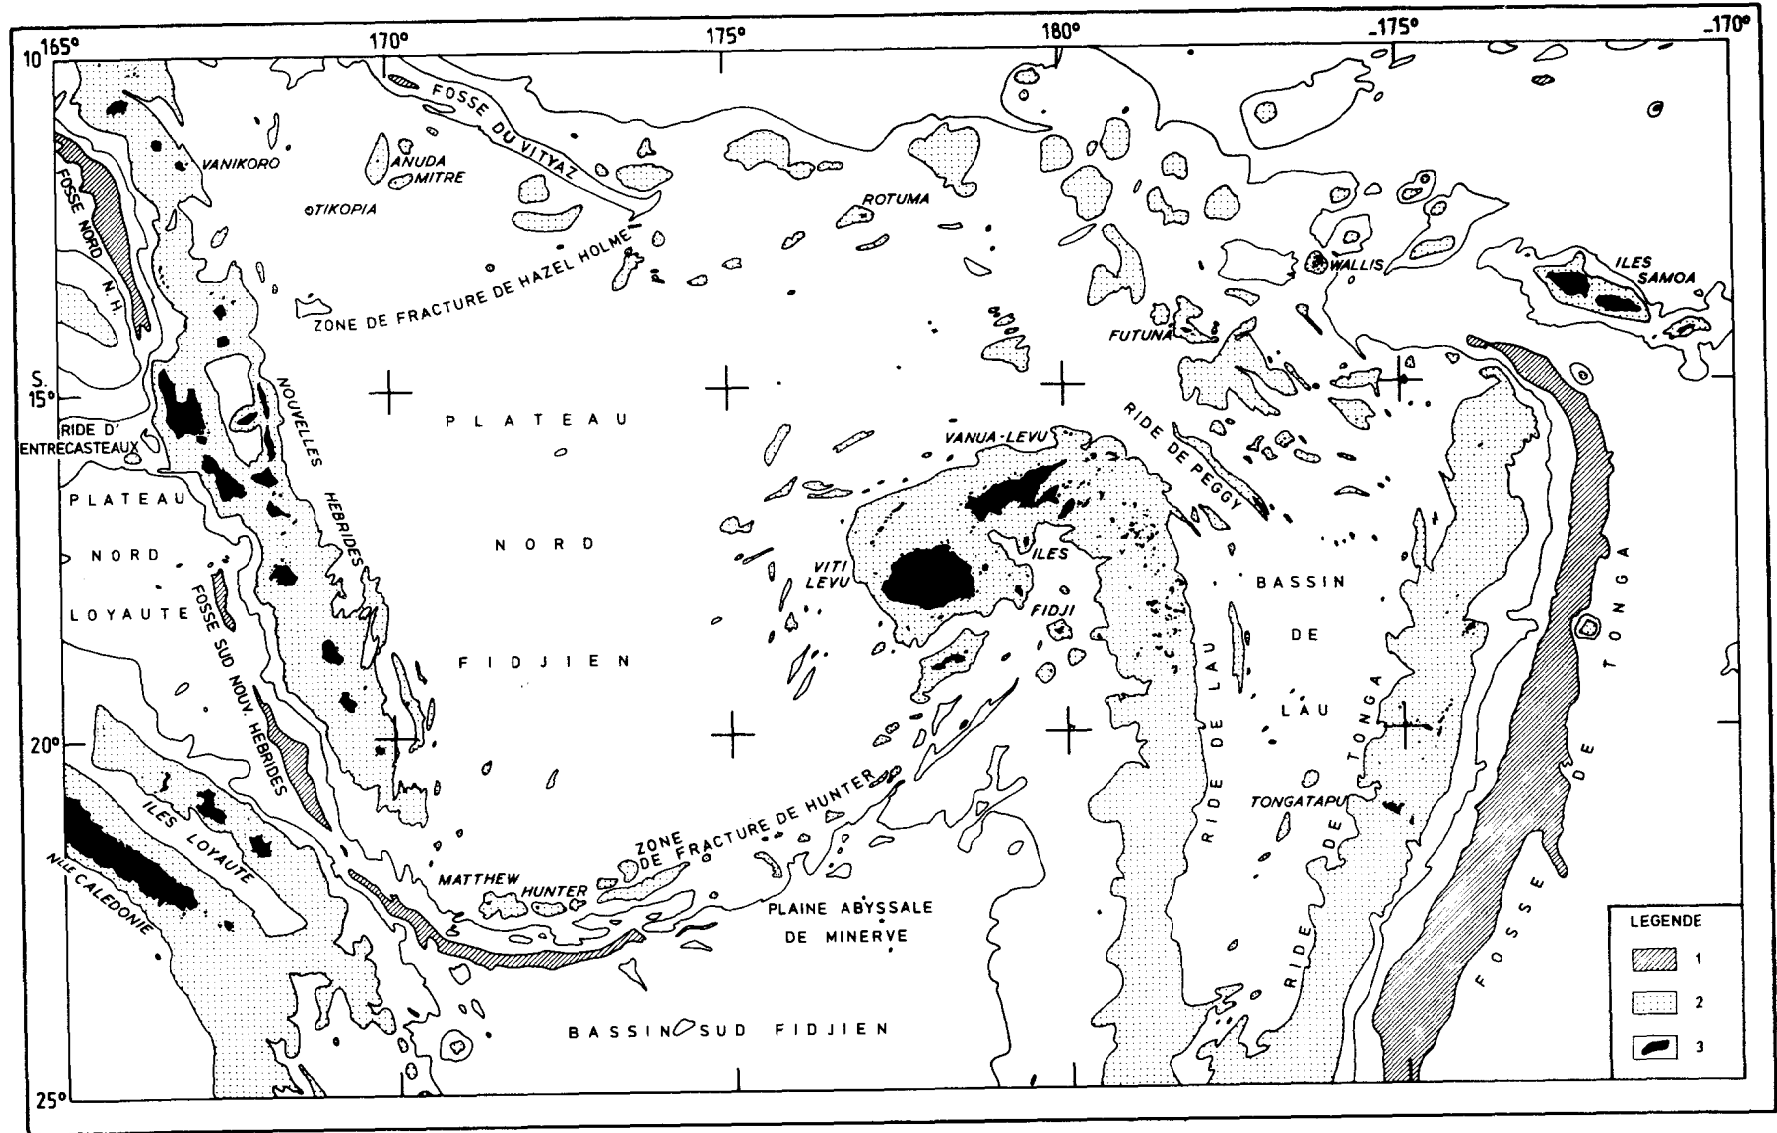 165°
170°
175°
180°
-175°
-170°
10
FOSSE DU VITYAZ
VANIKORO
ANUDA
MITRE
TIKOPIA
ROTUMA
FOSSE NORD N. H.
ZONE DE FRACTURE DE HAZEL HOLME
WALLIS
ILES
SAMOA
FUTUNA
S.
15°
NOUVELLES HEBRIDES
PLATEAU
RIDE D'
ENTRECASTEAUX
VANUA-LEVU
RIDE DE PEGGY
PLATEAU
NORD
NORD
LOYAUTE
VITI
LEVU
ILES
FIDJI
BASSIN
DE
LAU
FIDJIEN
FOSSE SUD NOUV. HEBRIDES
RIDE DE LAU
RIDE DE TONGA
FOSSE DE TONGA
20°
TONGATAPU
ILES LOYAUTE
NLLE CALEDONIE
ZONE
DE FRACTURE DE HUNTER
MATTHEW
HUNTER
PLAINE ABYSSALE
DE MINERVE
BASSIN SUD FIDJIEN
25°
LEGENDE
1
2
3